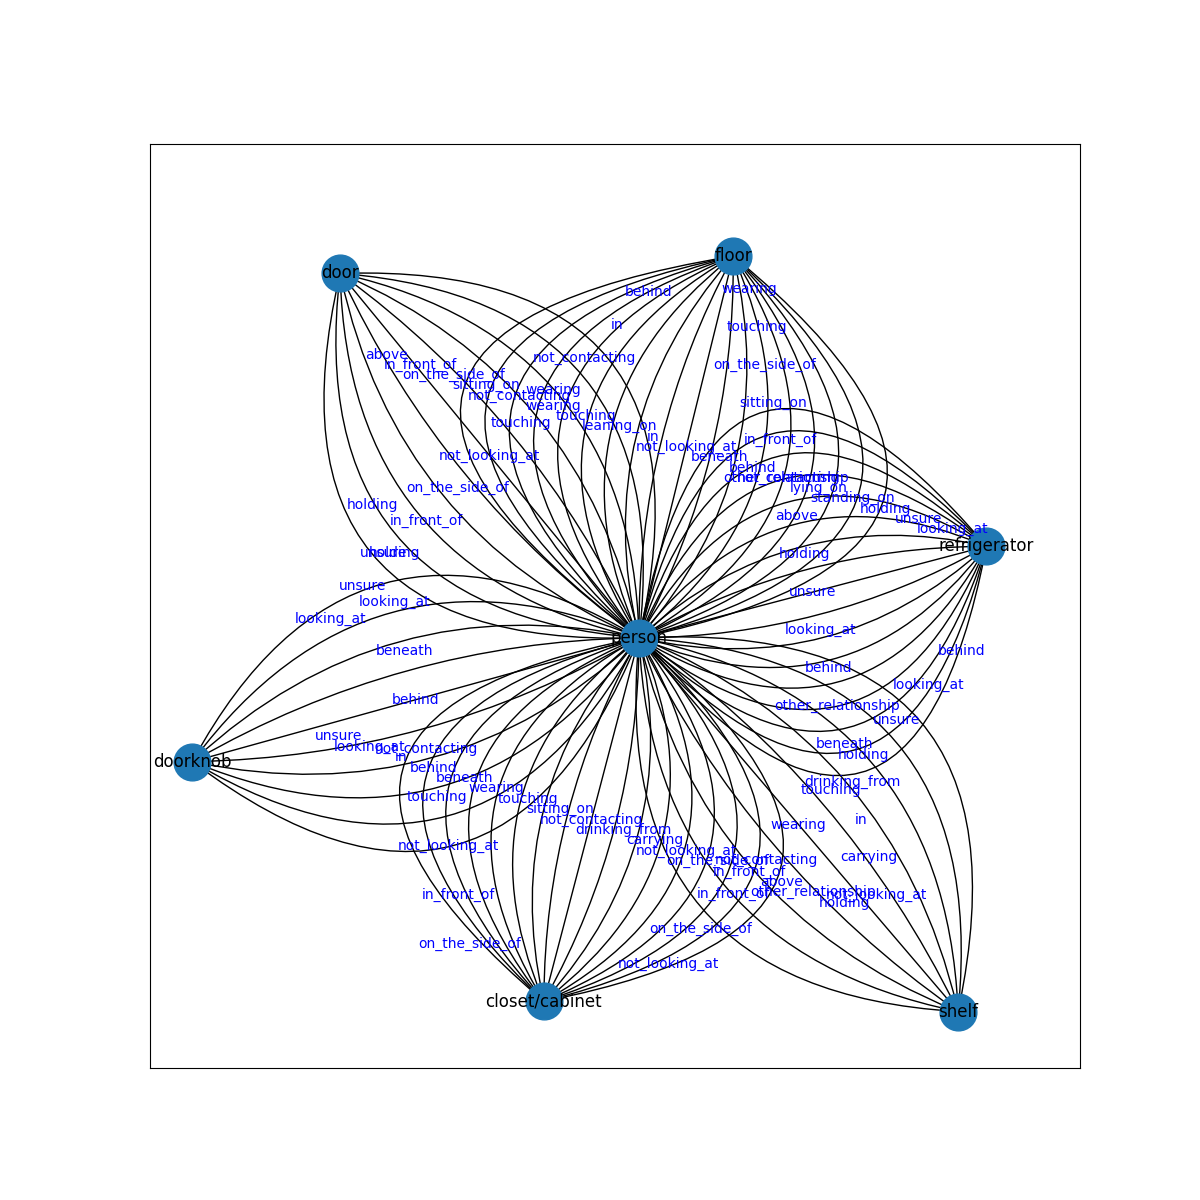 floor
door
behind
wearing
in
touching
above
not_contacting
on_the_side_of
in_front_of
on_the_side_of
sitting_on
wearing
not_contacting
wearing
sitting_on
touching
touching
leaning_on
in
in_front_of
not_looking_at
not_looking_at
beneath
behind
other_relationship
on_the_side_of
lying_on
standing_on
holding
holding
above
unsure
in_front_of
looking_at
refrigerator
holding
holding
unsure
unsure
looking_at
looking_at
looking_at
person
beneath
behind
behind
looking_at
behind
other_relationship
unsure
unsure
looking_at
not_contacting
beneath
in
holding
doorknob
behind
beneath
drinking_from
wearing
touching
touching
touching
sitting_on
not_contacting
in
wearing
drinking_from
carrying
not_looking_at
not_looking_at
carrying
on_the_side_of
not_contacting
in_front_of
above
other_relationship
in_front_of
in_front_of
not_looking_at
holding
on_the_side_of
on_the_side_of
not_looking_at
closet/cabinet
shelf